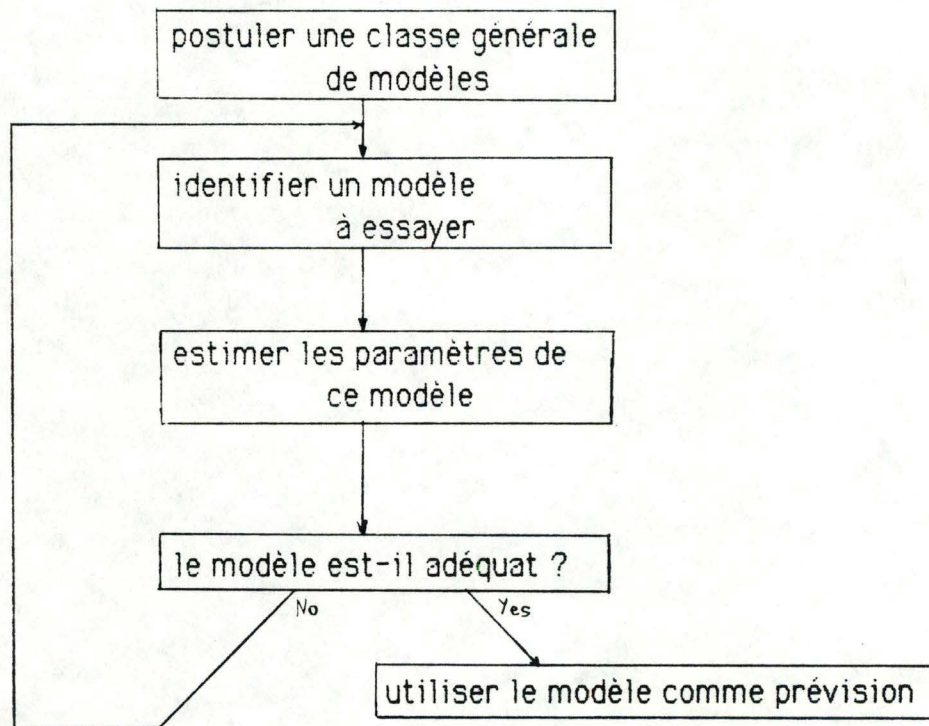 postuler une classe générale
de modèles
identifier un modèle
à essayer
estimer les paramètres de
ce modèle
le modèle est-il adéquat ?
No
Yes
utiliser le modèle comme prévision